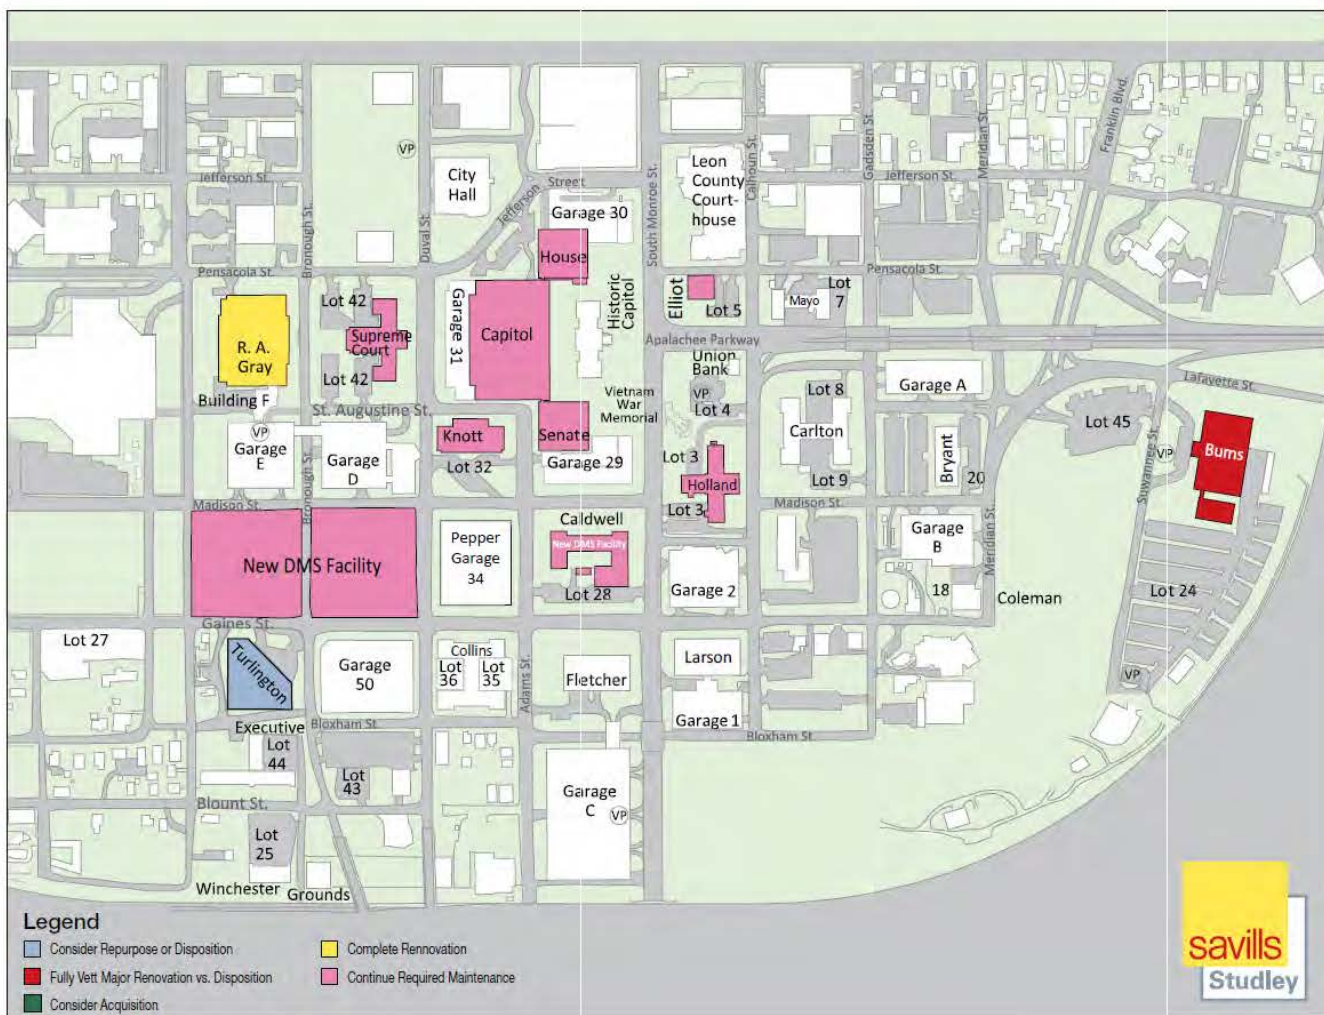 Jefferson St.
Bronough St.
VP
City
Hall
Duval St.
Jefferson
Street
Garage 30
House
South Monroe St.
Leon
County
Court-
house
Calhoun St.
Gadsden St.
Jefferson St.
Meridian St.
Franklin Blvd.
Pensacola St.
Pensacola St.
R. A.
Gray
Building F
Lot 42
Supreme
Court
Lot 42
Garage 31
Capitol
Historic
Capitol
Elliot
Lot 5
Mayo
Lot
7
Apalachee Parkway
Union
Bank
VP
Lot 4
Vietnam
War
Memorial
Lot 8
Carlton
Lot 9
Garage A
Bryant
20
Lot 45
Lafayette St.
Suwannee St.
VP
Burns
St. Augustine St.
VP
Garage
E
Garage
D
Bronough St.
Knott
Lot 32
Senate
Garage 29
Lot 3
Holland
Lot 3
Madison St.
Madison St.
New DMS Facility
Pepper
Garage
34
Caldwell
New DMS Facility
Lot 28
Garage 2
Garage
B
18
Meridian St.
Coleman
Lot 24
VP
Gaines St.
Lot 27
Turlington
Garage
50
Collins
Lot
36
Lot
35
Adams St.
Fletcher
Larson
Garage 1
Executive
Bloxham St.
Bloxham St.
Lot
44
Lot
43
Blount St.
Garage
C
VP
Lot
25
Winchester
Grounds
Legend
Consider Repurpose or Disposition
Complete Rennovation
Fully Vett Major Renovation vs. Disposition
Continue Required Maintenance
Consider Acquisition
savills
Studley